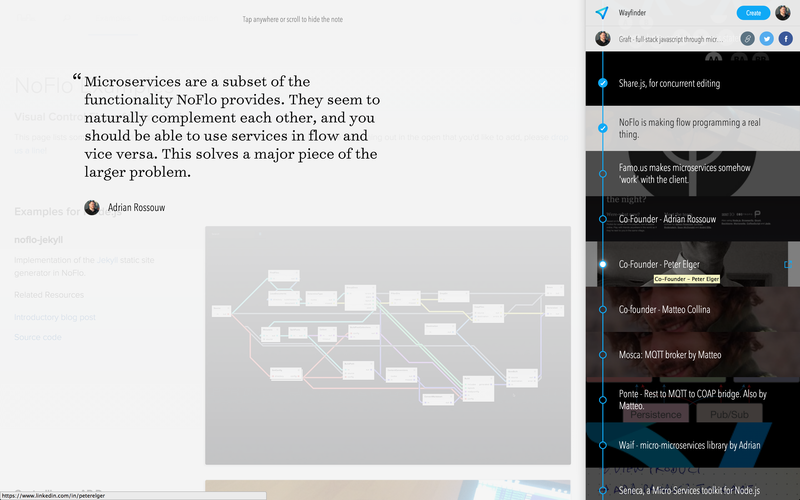 Tap anywhere or scroll to hide the note
“ Microservices are a subset of the
functionality NoFlo provides. They seem to
naturally complement each other, and you
should be able to use services in flow and
vice versa. This solves a major piece of the
larger problem.
Adrian Rossouw
NoFlo
Visual Contro
Examples for
noflo-jekyll
Implementation of the Jekyll static site
generator in NoFlo.
Related Resources
Introductory blog post
Source code
https://www.linkedin.com/in/peterelger
Wayfinder
Create
Graft - full-stack javascript through micr...
Share.js, for concurrent editing
NoFlo is making flow programming a real
thing.
Famo.us makes microservices somehow
'work' with the client.
the night?
Co-Founder - Adrian Rossouw
Co-Founder - Peter Elger
Co-Founder - Peter Elger
Co-founder - Matteo Collina
Mosca: MQTT broker by Matteo
Ponte - Rest to MQTT to COAP bridge. Also by
Matteo.
Persistence
Pub/Sub
Waif - micro-microservices library by Adrian
VIEW PRODUCT
Seneca, a Micro-Services toolkit for Node.js